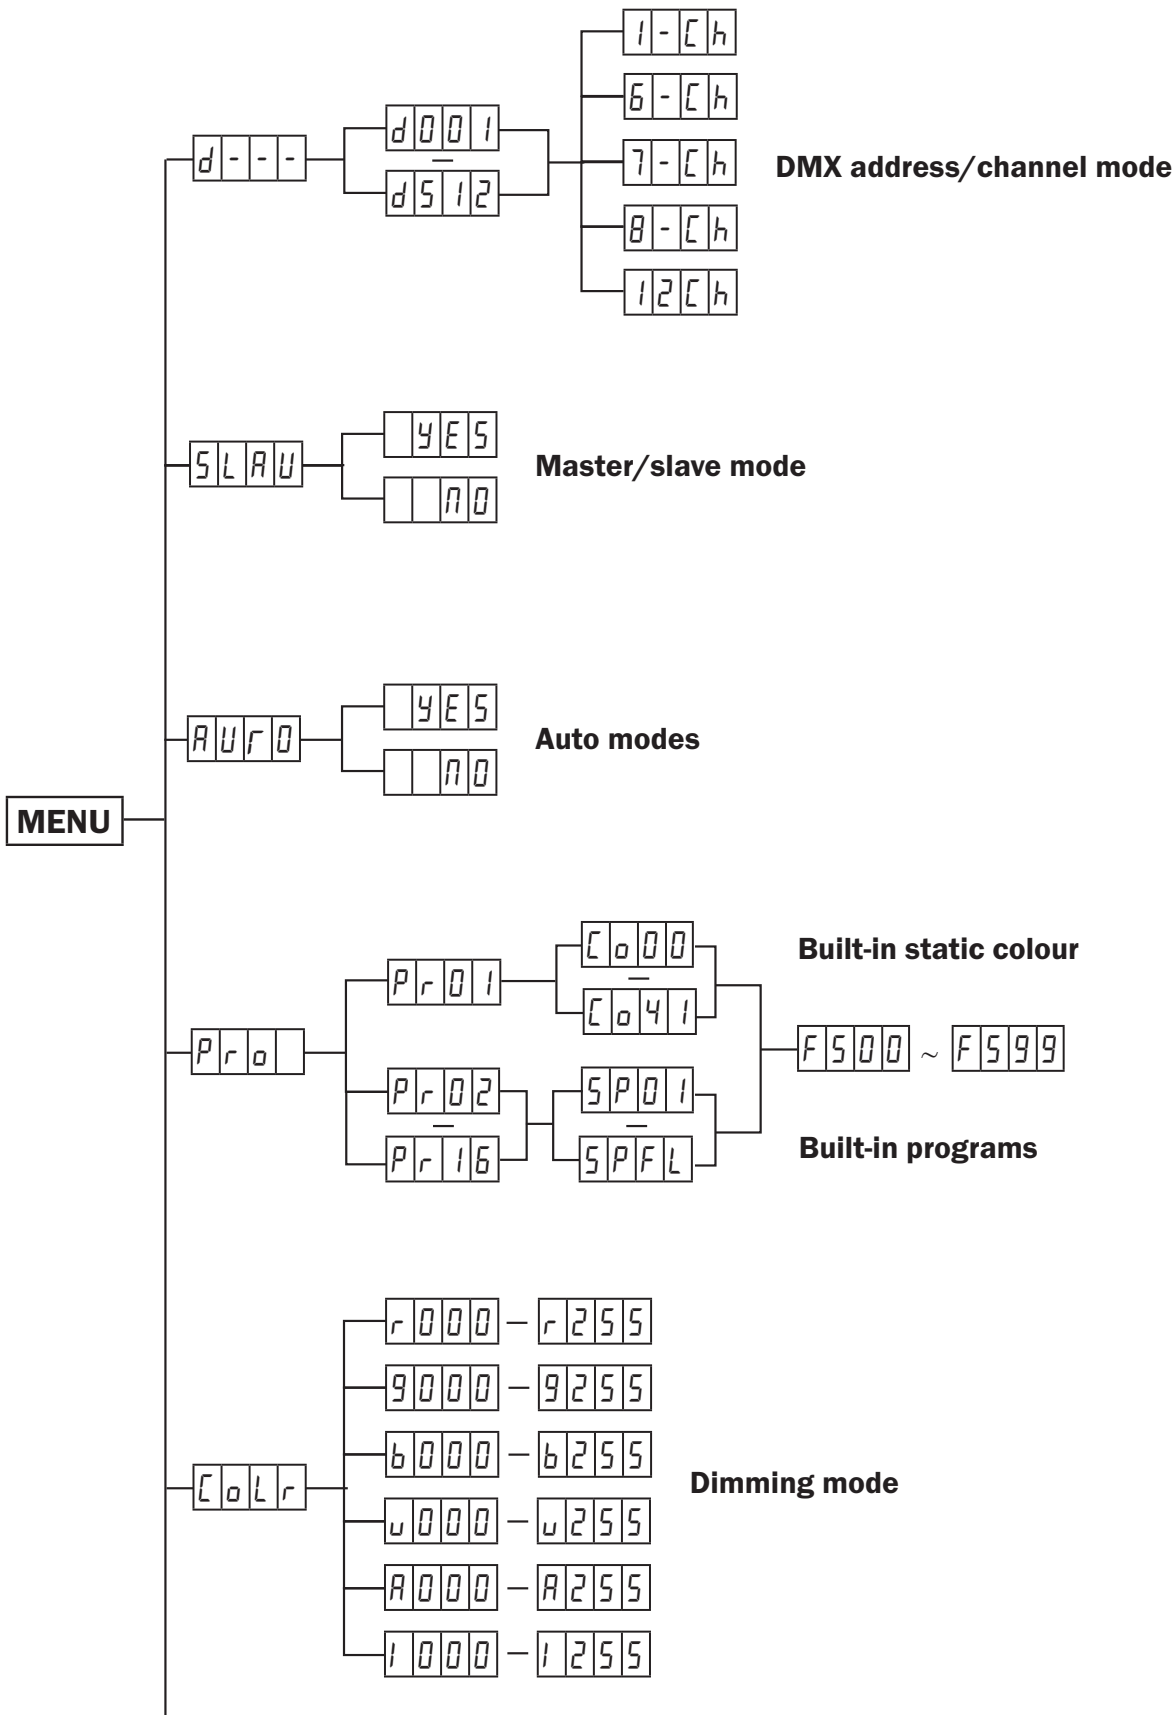 1-Ch
6-Ch
d001
d---
7-Ch
DMX address/channel mode
—
d512
8-Ch
12Ch
YES
SLAU
Master/slave mode
NO
YES
AUTO
Auto modes
NO
MENU
Co00
Built-in static colour
Pr01
—
Co41
Pro
FS00 ~ FS99
Pr02
SP01
— —
Pr16
SPFL
Built-in programs
r000 — r255
g000 — g255
b000 — b255
CoLr
Dimming mode
u000 — u255
A000 — A255
I000 — I255